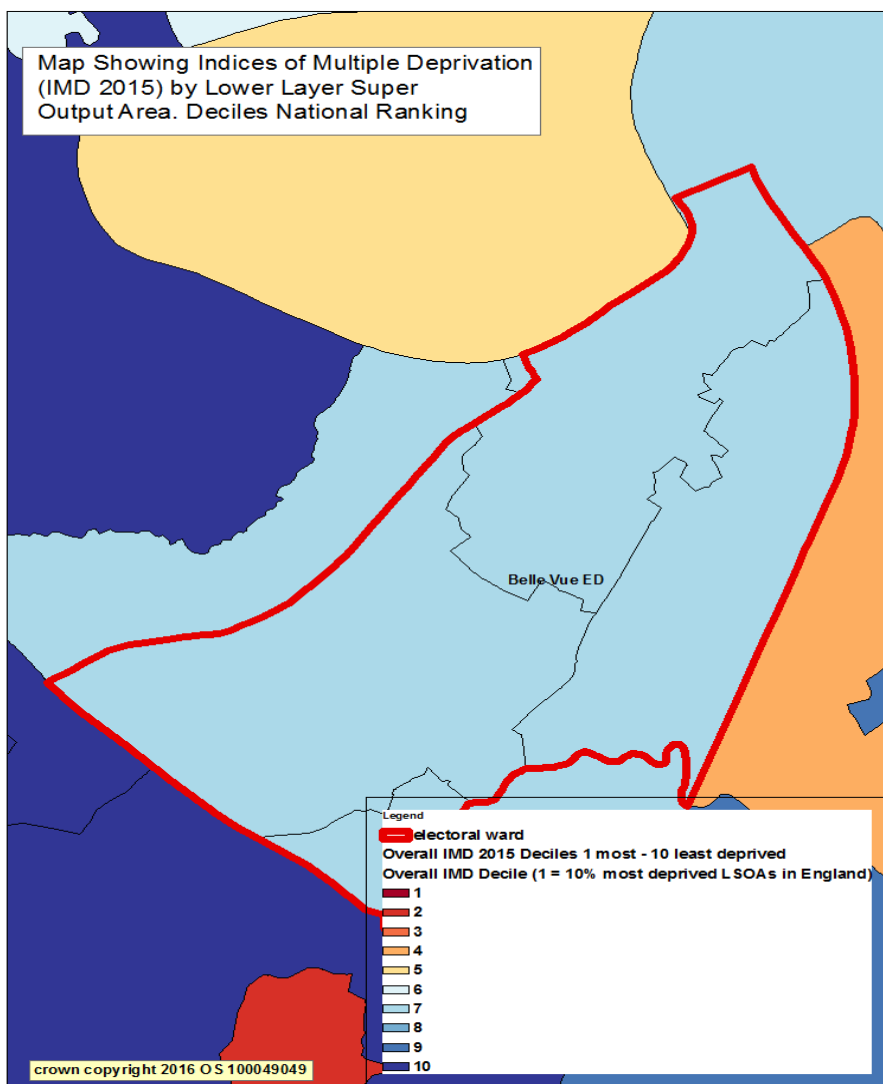 Map Showing Indices of Multiple Deprivation
(IMD 2015) by Lower Layer Super
Output Area. Deciles National Ranking
Belle Vue ED
Legend
electoral ward
Overall IMD 2015 Deciles 1 most - 10 least deprived
Overall IMD Decile (1 = 10% most deprived LSOAs in England)
1
2
3
4
5
6
7
8
9
10
crown copyright 2016 OS 100049049